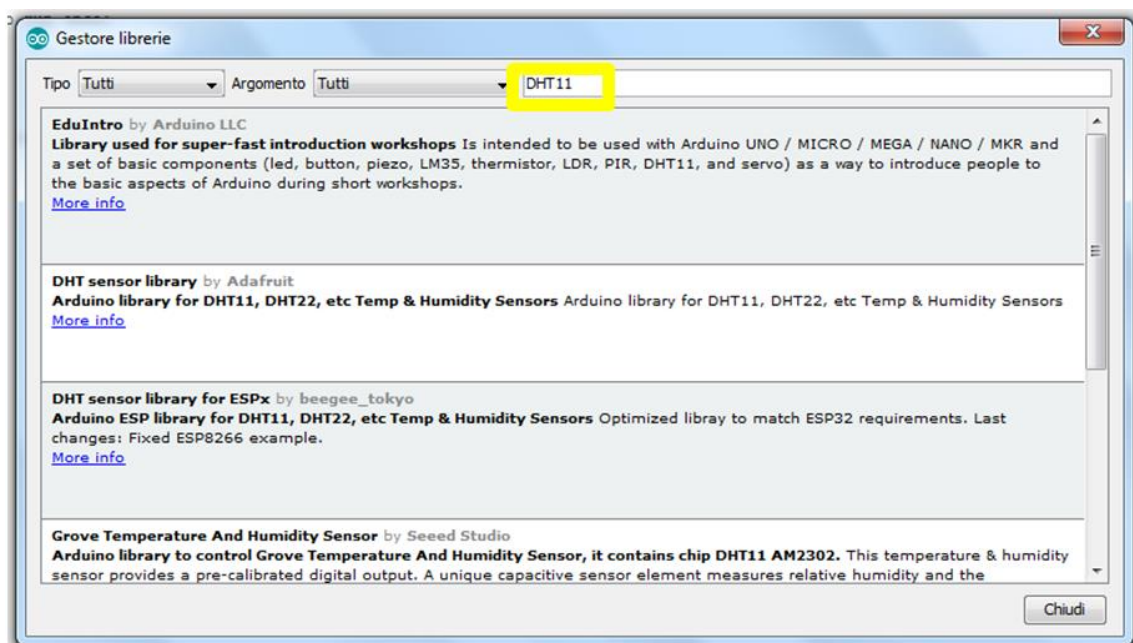 Gestore librerie
Tipo Tutti Argomento Tutti DHT11
EduIntro by Arduino LLC
Library used for super-fast introduction workshops Is intended to be used with Arduino UNO / MICRO / MEGA / NANO / MKR and
a set of basic components (led, button, piezo, LM35, thermistor, LDR, PIR, DHT11, and servo) as a way to introduce people to
the basic aspects of Arduino during short workshops.
More info
DHT sensor library by Adafruit
Arduino library for DHT11, DHT22, etc Temp & Humidity Sensors Arduino library for DHT11, DHT22, etc Temp & Humidity Sensors
More info
DHT sensor library for ESPx by beegee_tokyo
Arduino ESP library for DHT11, DHT22, etc Temp & Humidity Sensors Optimized libray to match ESP32 requirements. Last
changes: Fixed ESP8266 example.
More info
Grove Temperature And Humidity Sensor by Seeed Studio
Arduino library to control Grove Temperature And Humidity Sensor, it contains chip DHT11 AM2302. This temperature & humidity
sensor provides a pre-calibrated digital output. A unique capacitive sensor element measures relative humidity and the
Chiudi